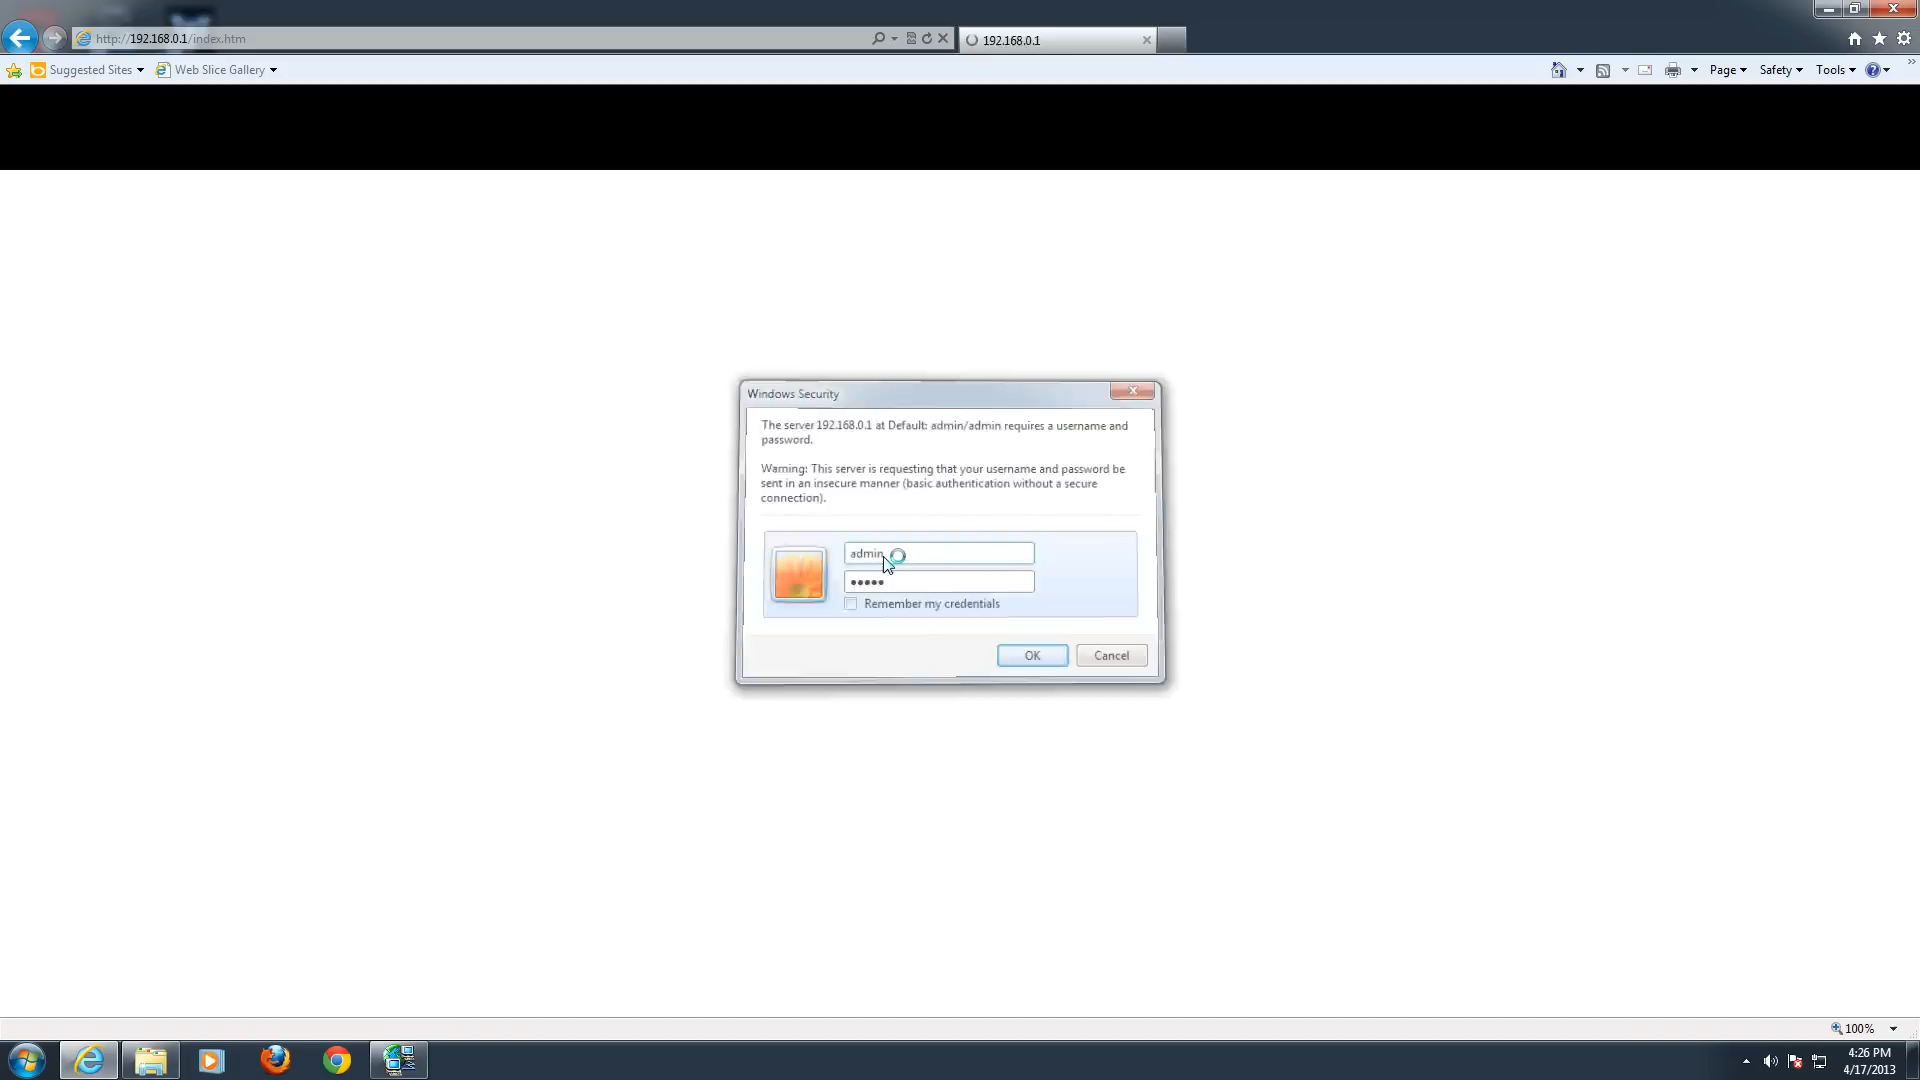 http://192.168.0.1/index.htm
192.168.0.1
Suggested Sites
Web Slice Gallery
Page
Safety
Tools
Windows Security
The server 192.168.0.1 at Default: admin/admin requires a username and
password.
Warning: This server is requesting that your username and password be
sent in an insecure manner (basic authentication without a secure
connection).
admin
•••••
Remember my credentials
OK
Cancel
100%
4:26 PM
4/17/2013